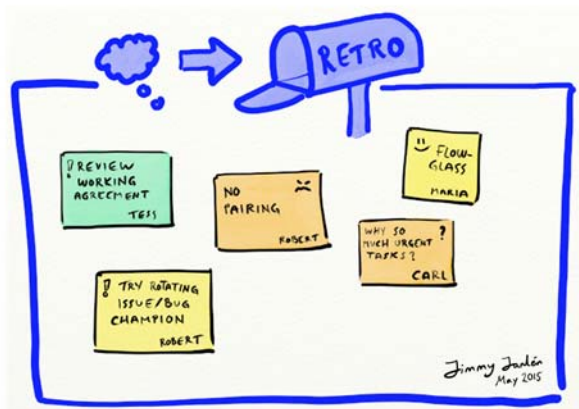 RETRO
! REVIEW
WORKING
AGREEMENT
TESS
NO
PAIRING
ROBERT
FLOW-
GLASS
MARIA
WHY SO ?
MUCH URGENT
TASKS?
CARL
! TRY ROTATING
ISSUE/BUG
CHAMPION
ROBERT
Jimmy Janlén
May 2015